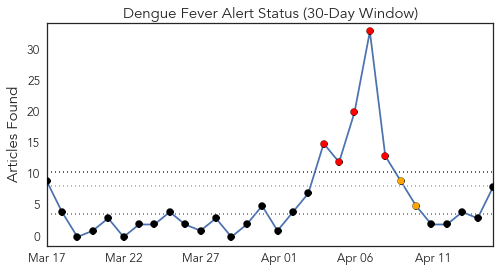 Dengue Fever Alert Status (30-Day Window)
Articles Found
30
25
20
15
10
5
0
Mar 17 Mar 22 Mar 27 Apr 01 Apr 06 Apr 11